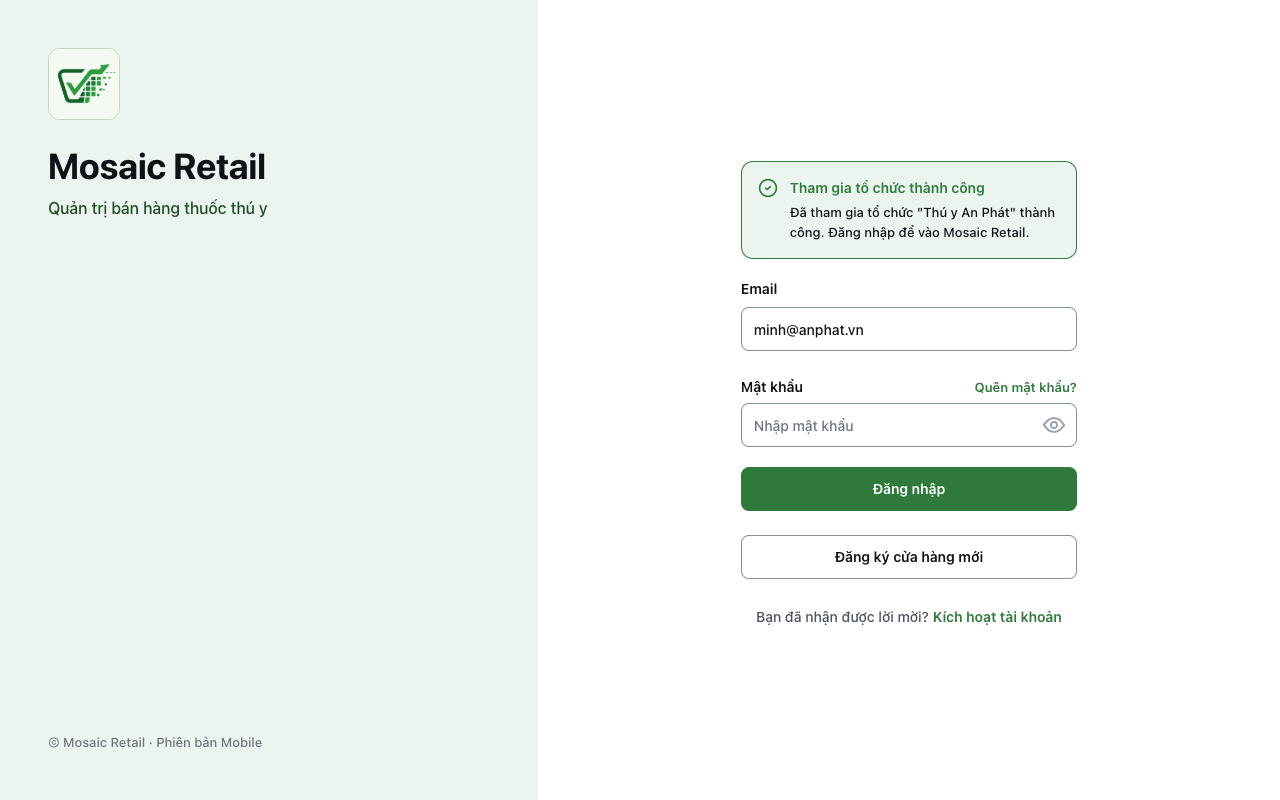 Mosaic Retail
Quản trị bán hàng thuốc thú y
Tham gia tổ chức thành công
Đã tham gia tổ chức "Thú y An Phát" thành
công. Đăng nhập để vào Mosaic Retail.
Email
minh@anphat.vn
Mật khẩu
Quên mật khẩu?
Nhập mật khẩu
Đăng nhập
Đăng ký cửa hàng mới
Bạn đã nhận được lời mời? Kích hoạt tài khoản
© Mosaic Retail · Phiên bản Mobile